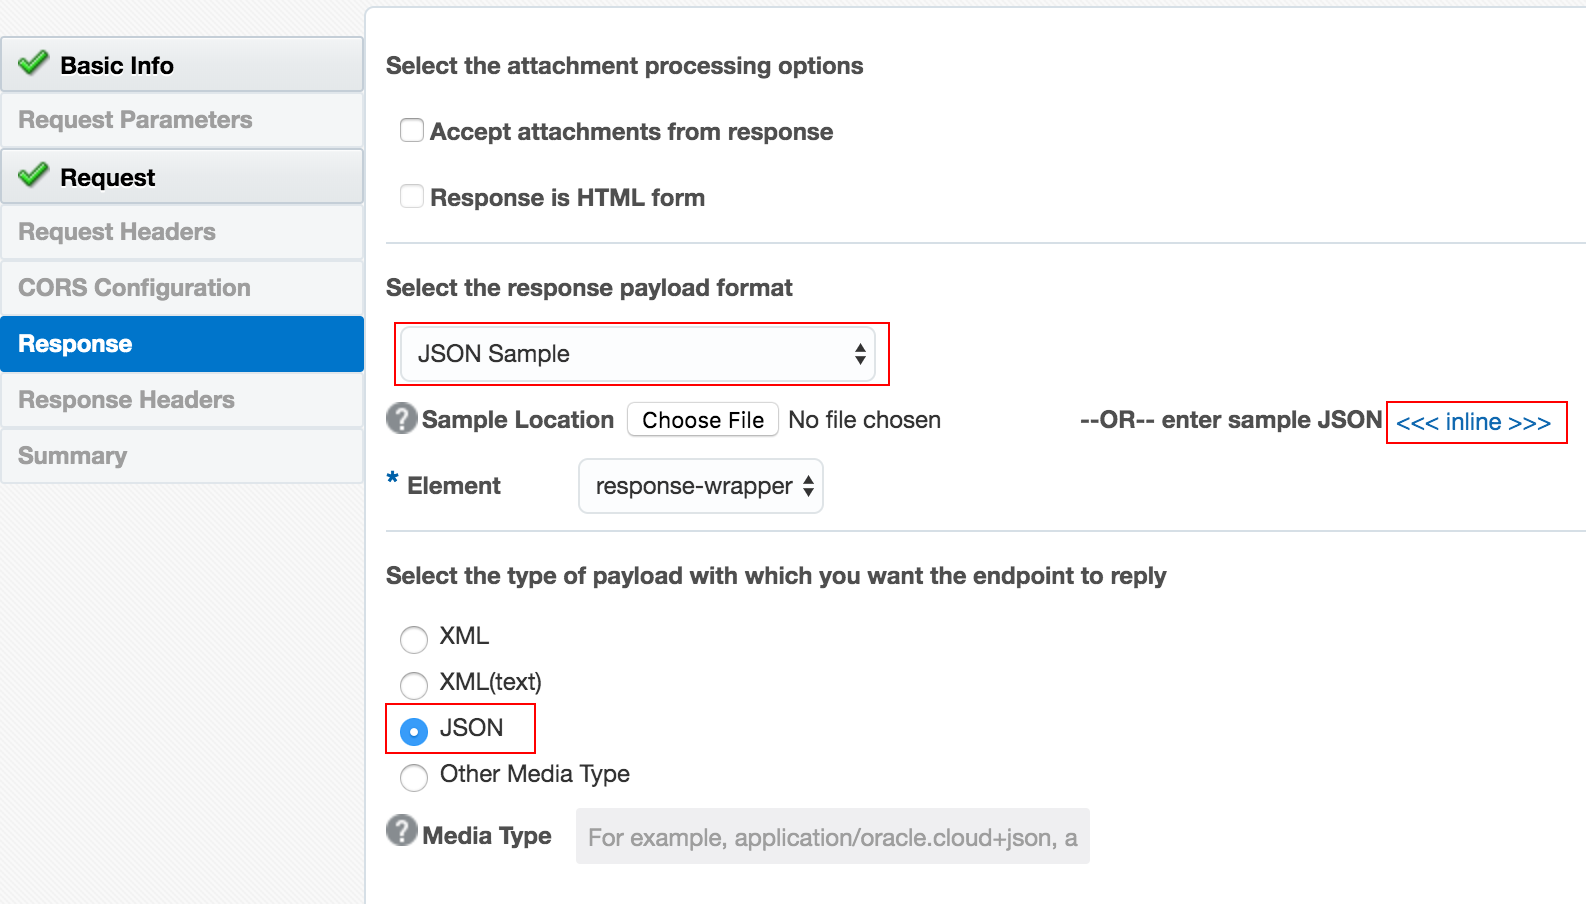 Basic Info
Request Parameters
Request
Request Headers
CORS Configuration
Response
Response Headers
Summary
Select the attachment processing options
Accept attachments from response
Response is HTML form
Select the response payload format
JSON Sample
? Sample Location Choose File No file chosen --OR-- enter sample JSON <<< inline >>>
* Element response-wrapper
Select the type of payload with which you want the endpoint to reply
XML
XML(text)
JSON
Other Media Type
? Media Type For example, application/oracle.cloud+json, a